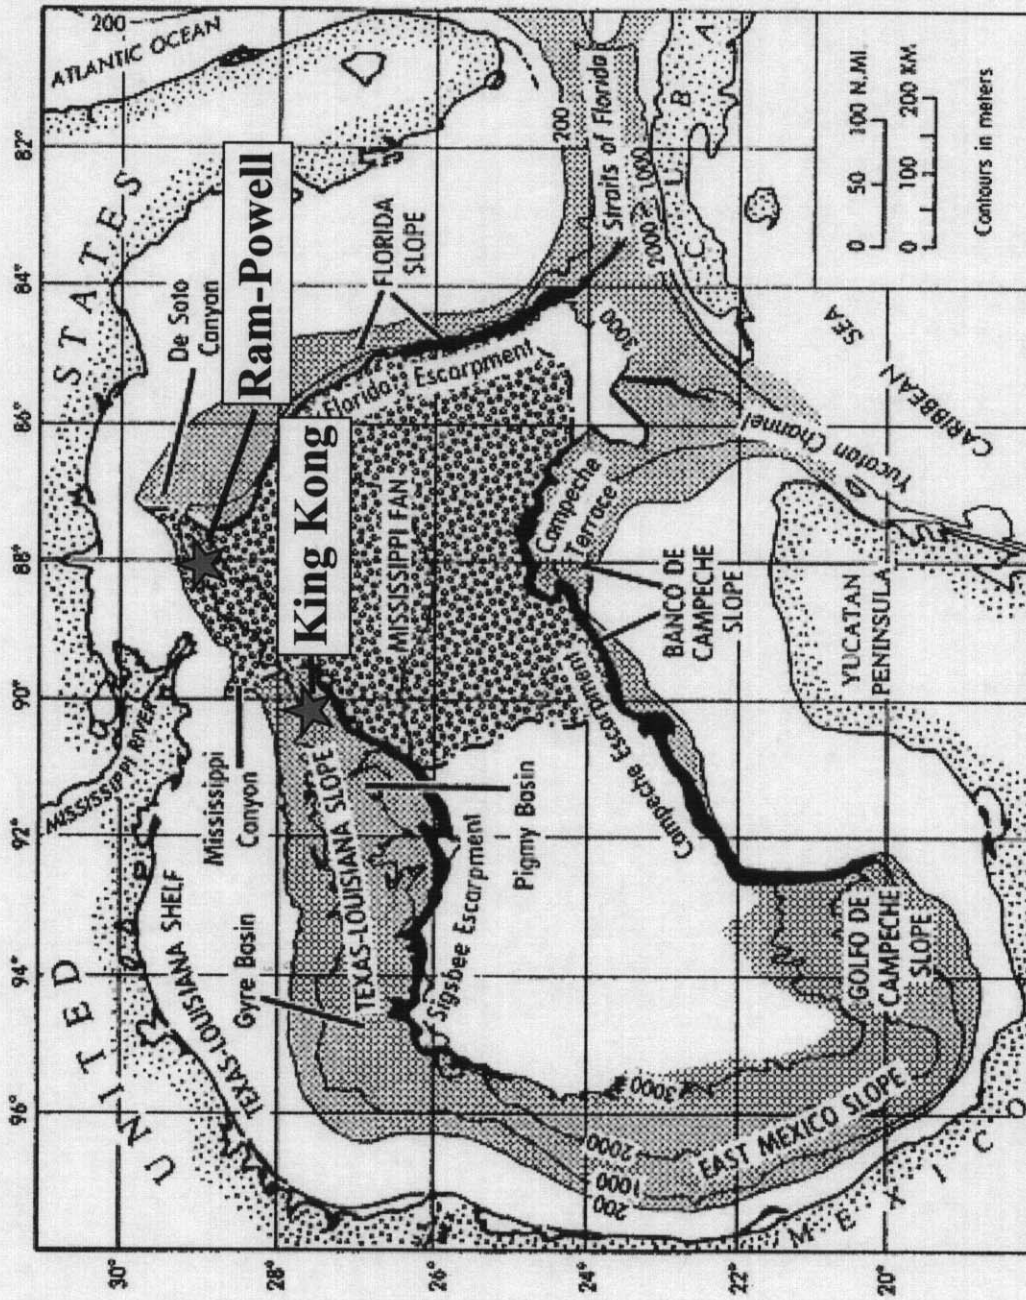 UNITED STATES
ATLANTIC OCEAN
200
MISSISSIPPI RIVER
TEXAS-LOUISIANA SHELF
Gyre Basin
Mississippi
Canyon
De Soto
Canyon
Ram-Powell
King Kong
FLORIDA
SLOPE
TEXAS-LOUISIANA SLOPE
Florida Escarpment
MISSISSIPPI FAN
Sigsbee Escarpment
Pigmy Basin
200
Straits of Florida
1000
2000
3000
CUBA
Campeche
Terrace
Campeche Escarpment
BANCO DE
CAMPECHE
SLOPE
Yucatan Channel
CARIBBEAN
SEA
YUCATAN
PENINSULA
GOLFO DE
CAMPECHE
SLOPE
EAST MEXICO SLOPE
3000
2000
1000
200
MEXICO
96°
94°
92°
90°
88°
86°
84°
82°
30°
28°
26°
24°
22°
20°
0 50 100 N.MI.
0 100 200 KM
Contours in meters